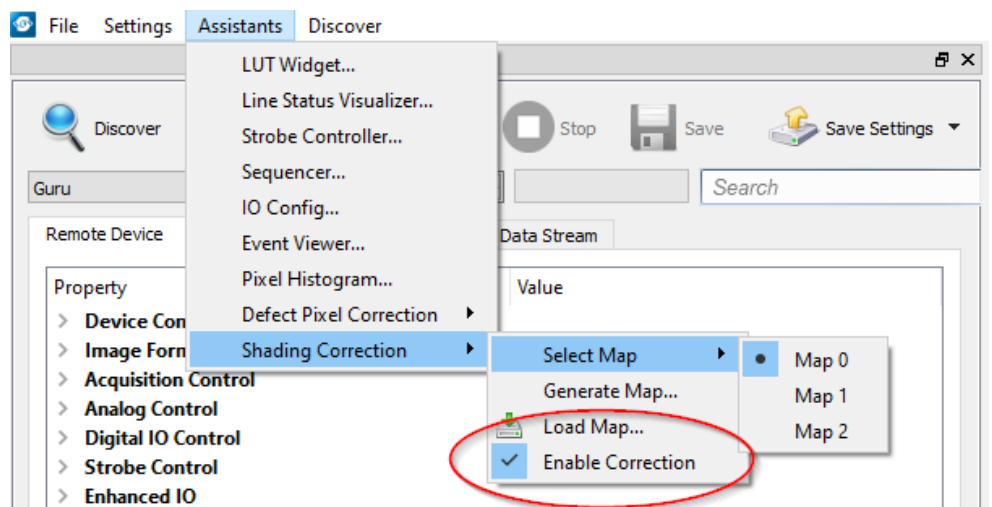 File Settings Assistants Discover
LUT Widget...
Line Status Visualizer...
Strobe Controller...
Sequencer...
IO Config...
Event Viewer...
Pixel Histogram...
Defect Pixel Correction
Shading Correction
Select Map
Generate Map...
Load Map...
Enable Correction
Map 0
Map 1
Map 2
Discover Stop Save Save Settings
Guru Search
Remote Device Data Stream
Property Value
Device Con
Image Form
Acquisition Control
Analog Control
Digital IO Control
Strobe Control
Enhanced IO